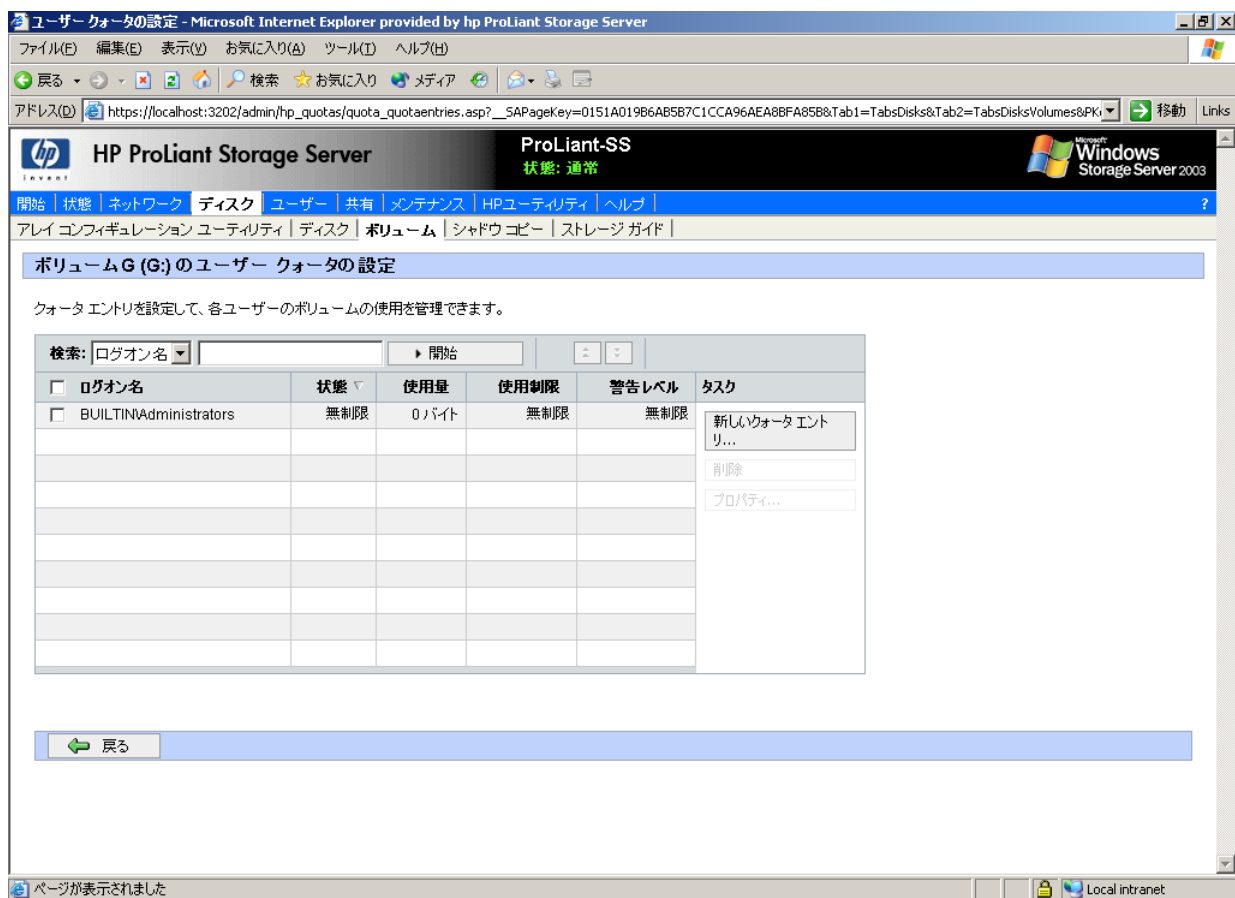 ユーザー クォータの設定 - Microsoft Internet Explorer provided by hp ProLiant Storage Server
ファイル(F) 編集(E) 表示(V) お気に入り(A) ツール(T) ヘルプ(H)
戻る 検索 お気に入り メディア
アドレス(D) https://localhost:3202/admin/hp_quotas/quota_quotaentries.asp?__SAPageKey=0151A019B6AB5B7C1CCA96AEA8BFA85B&Tab1=TabsDisks&Tab2=TabsDisksVolumes&PK 移動 Links
hp invent HP ProLiant Storage Server
ProLiant-SS
状態: 通常
Microsoft Windows Storage Server 2003
開始 | 状態 | ネットワーク | ディスク | ユーザー | 共有 | メンテナンス | HPユーティリティ | ヘルプ | ?
アレイ コンフィギュレーション ユーティリティ | ディスク | ボリューム | シャドウ コピー | ストレージ ガイド |
ボリューム G (G:) の ユーザー クォータの 設定
クォータ エントリを設定して、各ユーザーのボリュームの使用を管理できます。
検索: ログオン名 開始
ログオン名 状態 使用量 使用制限 警告レベル タスク
BUILTIN\Administrators 無制限 0 バイト 無制限 無制限
新しいクォータ エント
リ...
削除
プロパティ...
戻る
ページが表示されました
Local intranet